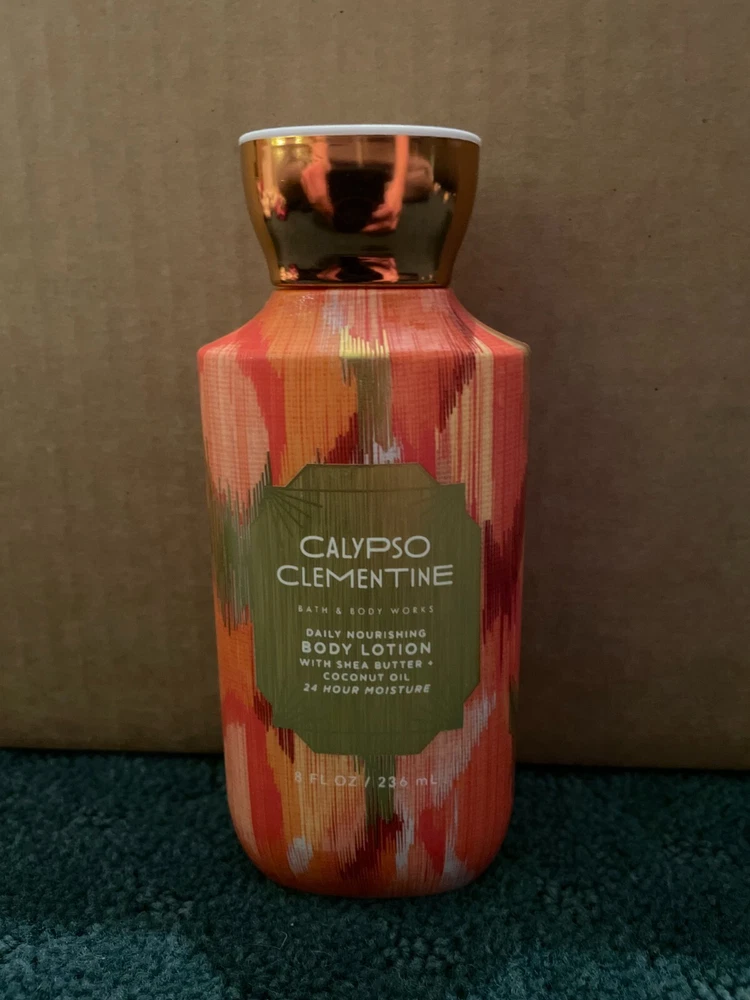 CALYPSO
CLEMENTINE
BATH & BODY WORKS
DAILY NOURISHING
BODY LOTION
WITH SHEA BUTTER +
COCONUT OIL
24 HOUR MOISTURE
8 FL OZ / 236 mL